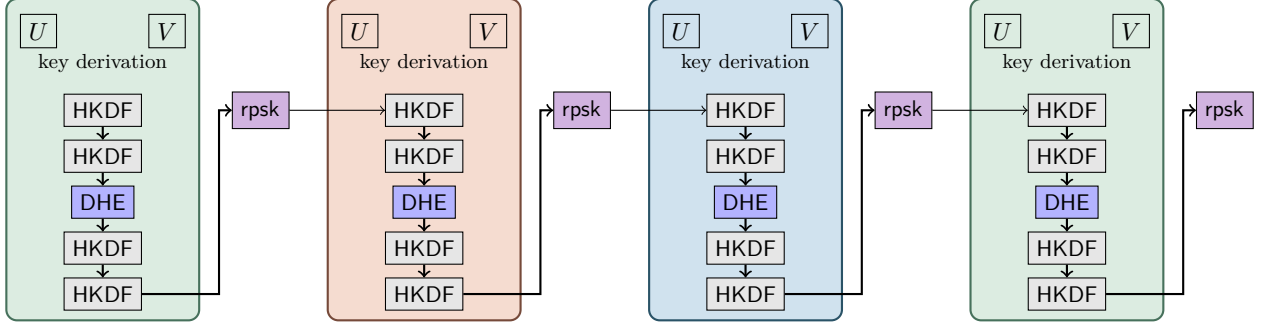 U V U V U V U V
key derivation key derivation key derivation key derivation
HKDF rpsk HKDF rpsk HKDF rpsk HKDF rpsk
HKDF HKDF HKDF HKDF
DHE DHE DHE DHE
HKDF HKDF HKDF HKDF
HKDF HKDF HKDF HKDF